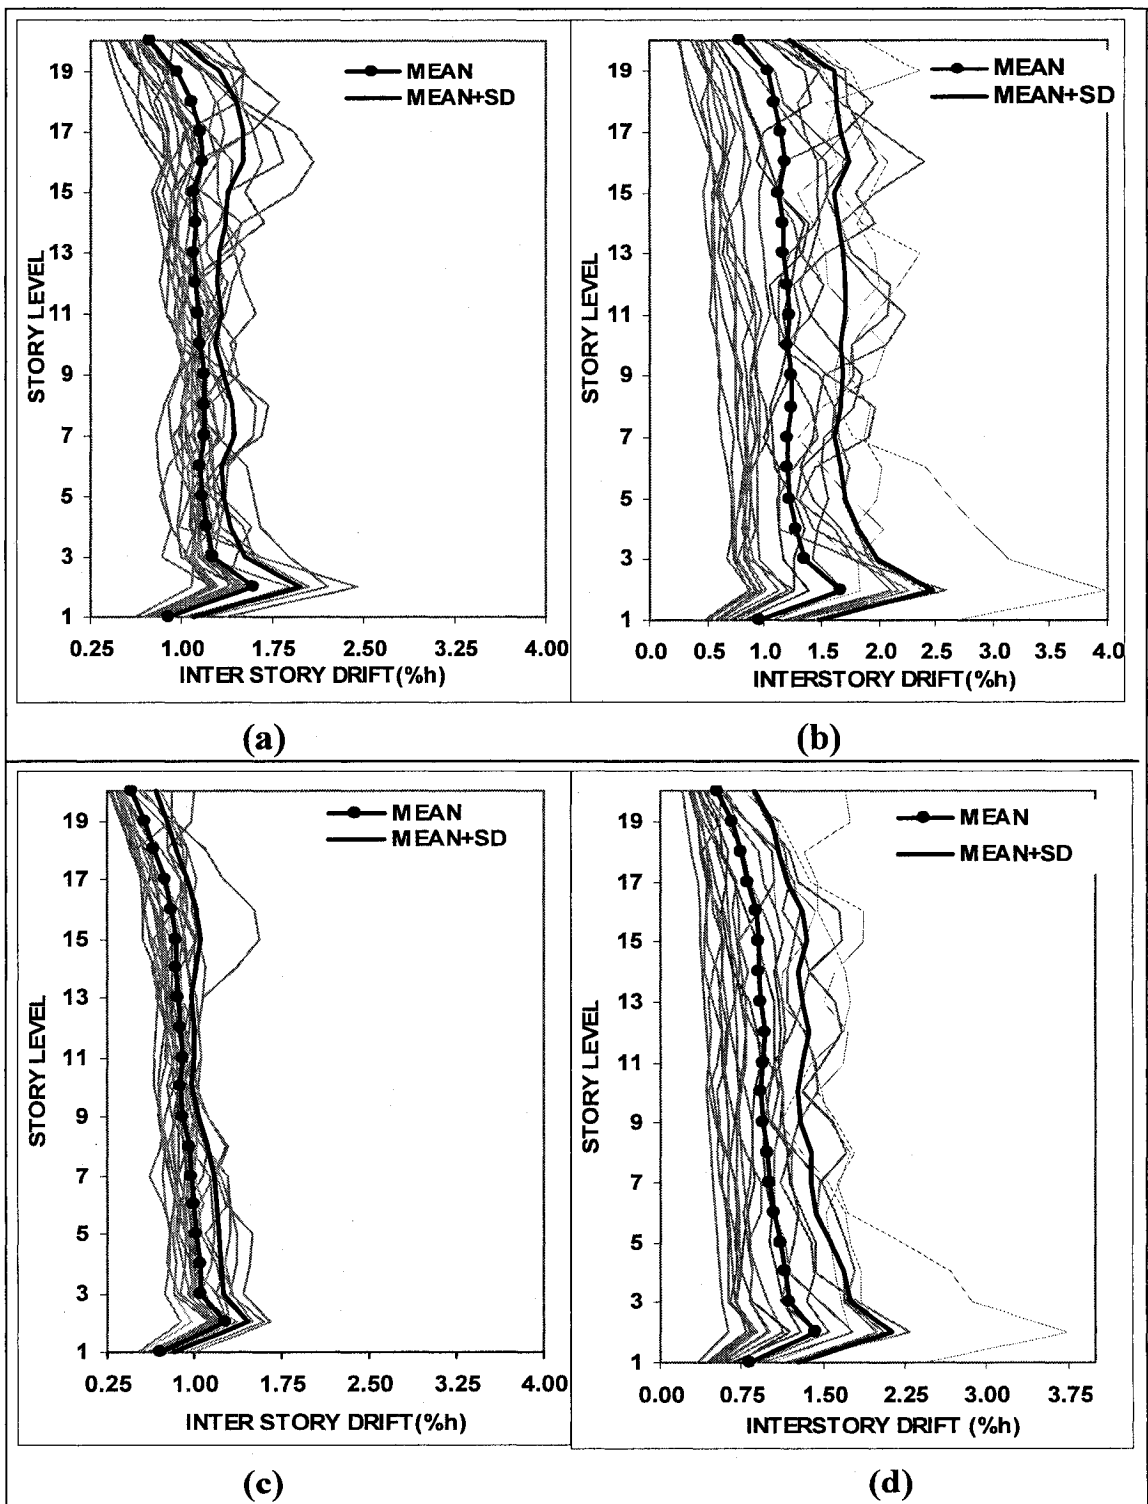 MEAN
MEAN+SD
STORY LEVEL
19
17
15
13
11
9
7
5
3
1
0.25 1.00 1.75 2.50 3.25 4.00
INTER STORY DRIFT(%h)
(a)
MEAN
MEAN+SD
STORY LEVEL
19
17
15
13
11
9
7
5
3
1
0.0 0.5 1.0 1.5 2.0 2.5 3.0 3.5 4.0
INTERSTORY DRIFT(%h)
(b)
MEAN
MEAN+SD
STORY LEVEL
19
17
15
13
11
9
7
5
3
1
0.25 1.00 1.75 2.50 3.25 4.00
INTER STORY DRIFT(%h)
(c)
MEAN
MEAN+SD
STORY LEVEL
19
17
15
13
11
9
7
5
3
1
0.00 0.75 1.50 2.25 3.00 3.75
INTERSTORY DRIFT (%h)
(d)